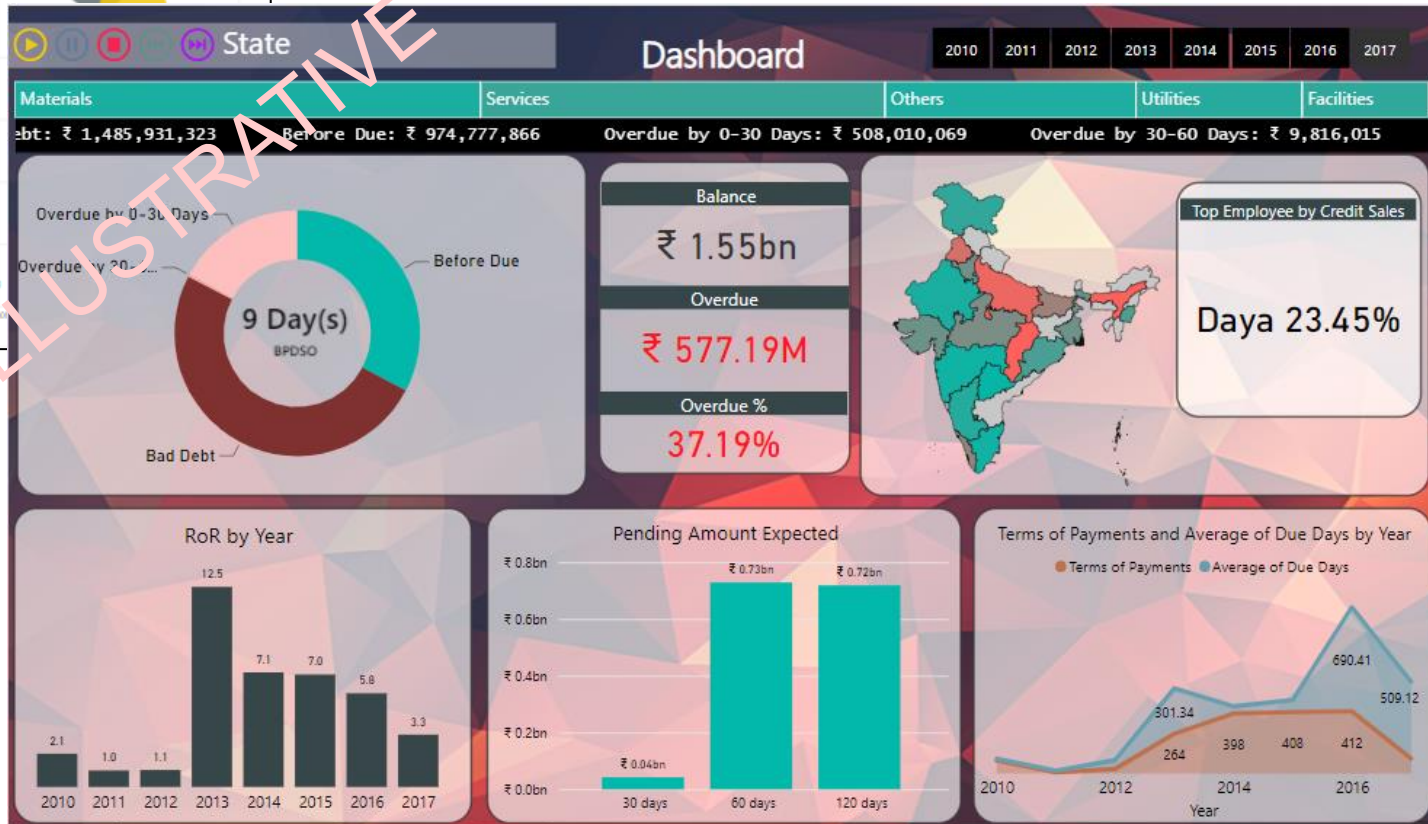 State
Dashboard
2010 2011 2012 2013 2014 2015 2016 2017
Materials Services Others Utilities Facilities
ebt: ₹ 1,485,931,323 Before Due: ₹ 974,777,866 Overdue by 0-30 Days: ₹ 508,010,069 Overdue by 30-60 Days: ₹ 9,816,015
ILLUSTRATIVE
Overdue by 0-30 Days
Overdue by 30-6...
Before Due
9 Day(s)
BPDSO
Bad Debt
Balance
₹ 1.55bn
Overdue
₹ 577.19M
Overdue %
37.19%
Top Employee by Credit Sales
Daya 23.45%
RoR by Year
12.5
7.1
7.0
5.8
3.3
2.1
1.0
1.1
2010 2011 2012 2013 2014 2015 2016 2017
Pending Amount Expected
₹ 0.8bn
₹ 0.6bn
₹ 0.4bn
₹ 0.2bn
₹ 0.0bn
₹ 0.04bn
₹ 0.73bn
₹ 0.72bn
30 days 60 days 120 days
Terms of Payments and Average of Due Days by Year
Terms of Payments Average of Due Days
690.41
509.12
301.34
264 398 408 412
2010 2012 2014 2016
Year